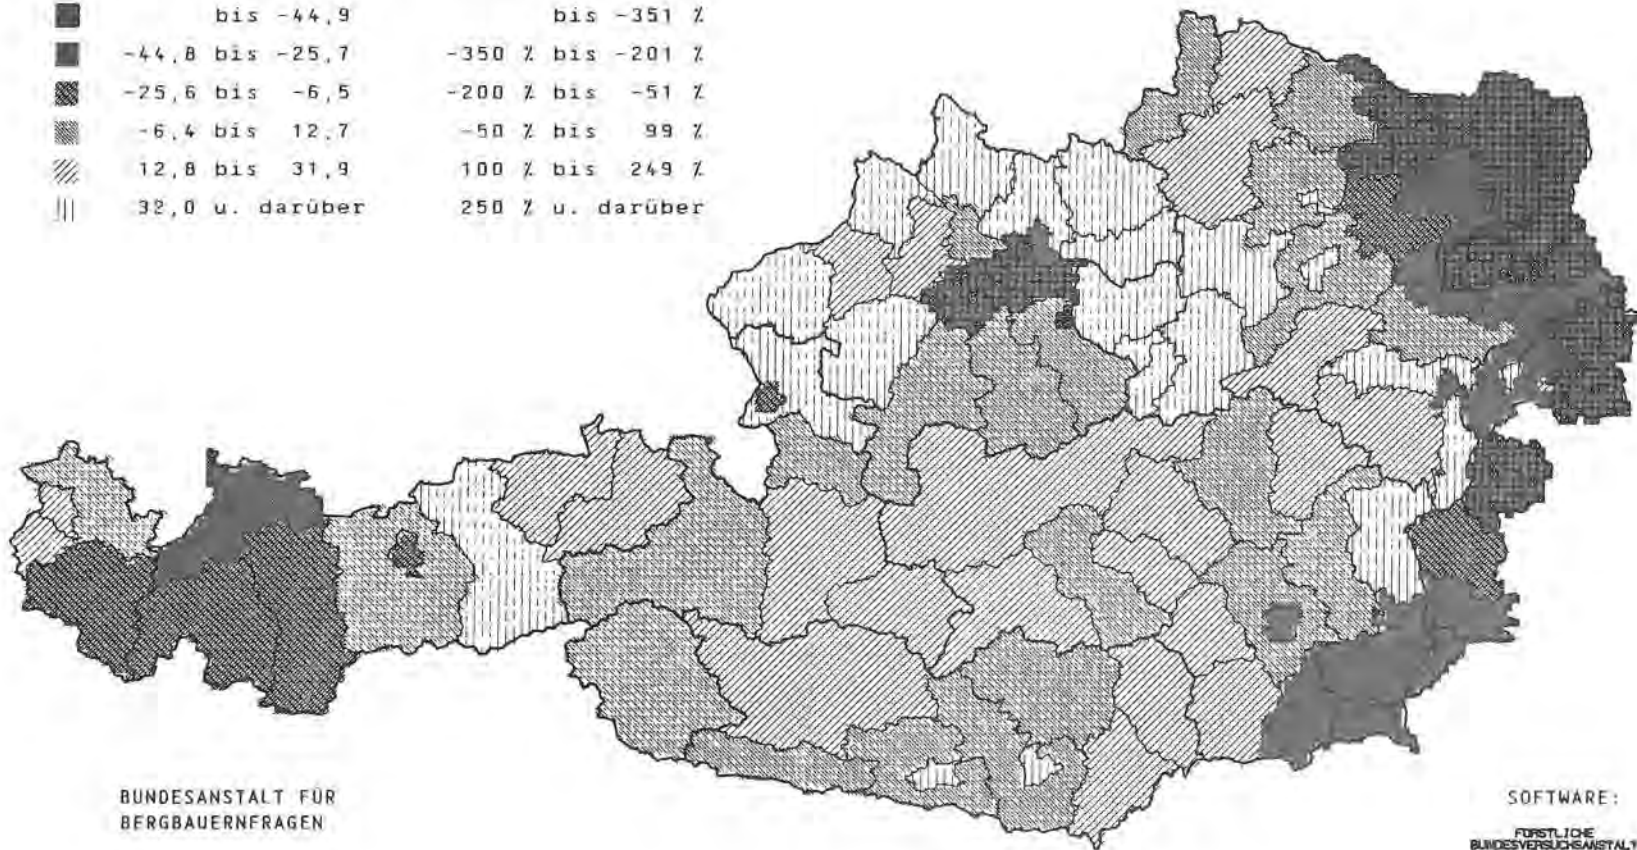 bis -44,9 bis -351 %
-44,8 bis -25,7 -350 % bis -201 %
-25,6 bis -6,5 -200 % bis -51 %
-6,4 bis 12,7 -50 % bis 99 %
12,8 bis 31,9 100 % bis 249 %
32,0 u. darüber 250 % u. darüber
BUNDESANSTALT FÜR
BERGBAUERNFRAGEN
SOFTWARE:
FORSTLICHE
BUNDESVERSUCHSANSTALT